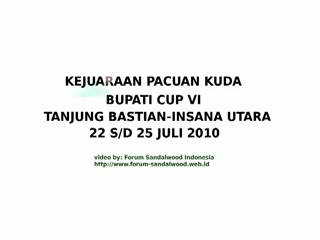 KEJUARAAN PACUAN KUDA
BUPATI CUP VI
TANJUNG BASTIAN-INSANA UTARA
22 S/D 25 JULI 2010
video by: Forum Sandalwood Indonesia
http://www.forum-sandalwood.web.id